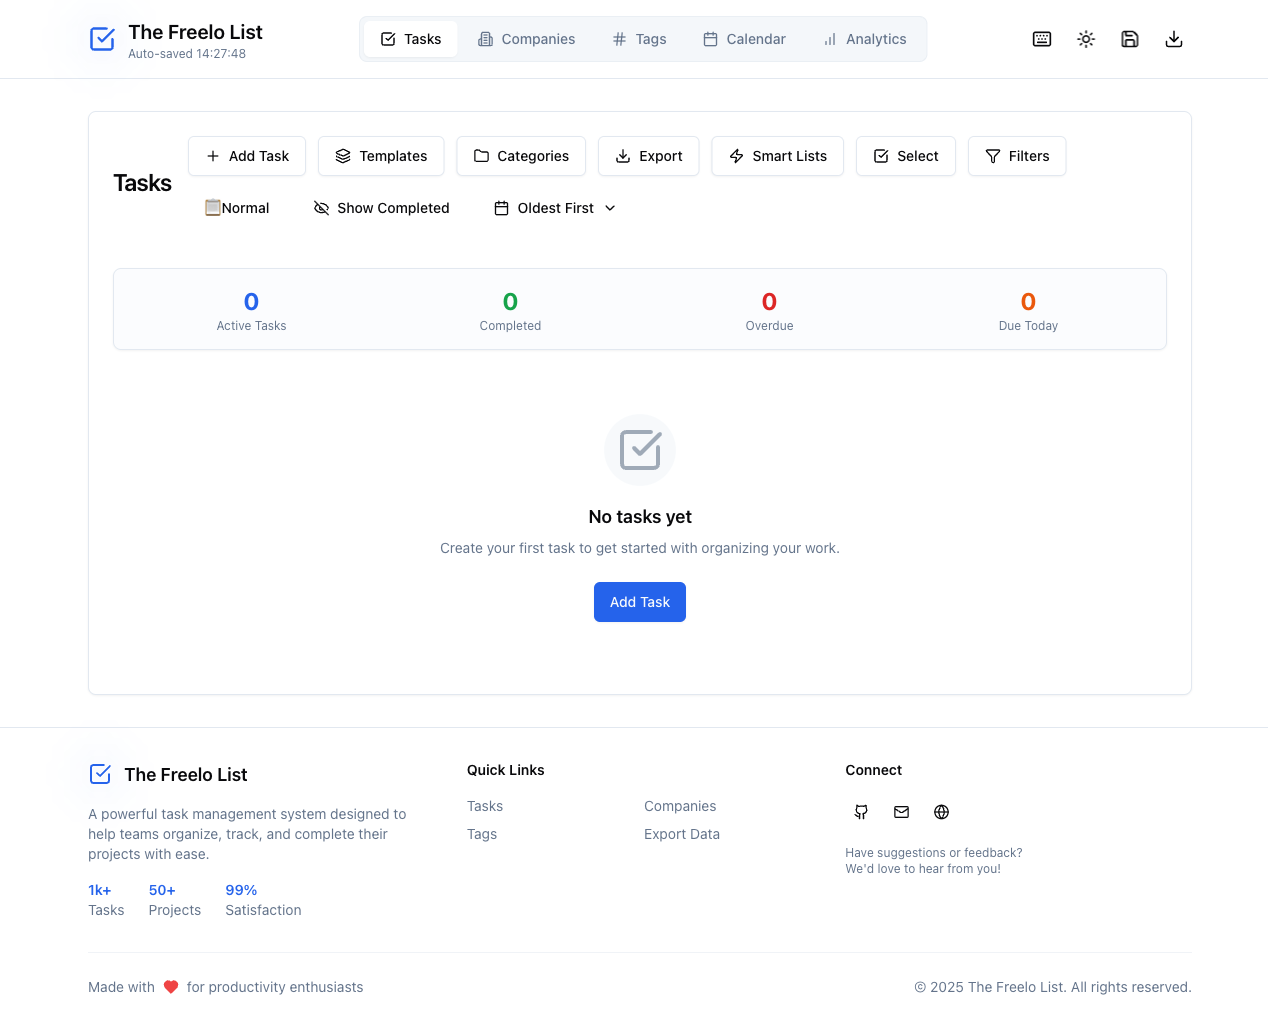 The Freelo List
Auto-saved 14:27:48
Tasks
Companies
Tags
Calendar
Analytics
Tasks
Add Task
Templates
Categories
Export
Smart Lists
Select
Filters
Normal
Show Completed
Oldest First
0
Active Tasks
0
Completed
0
Overdue
0
Due Today
No tasks yet
Create your first task to get started with organizing your work.
Add Task
The Freelo List
A powerful task management system designed to
help teams organize, track, and complete their
projects with ease.
1k+
Tasks
50+
Projects
99%
Satisfaction
Quick Links
Tasks
Companies
Tags
Export Data
Connect
Have suggestions or feedback?
We'd love to hear from you!
Made with ❤️ for productivity enthusiasts
© 2025 The Freelo List. All rights reserved.